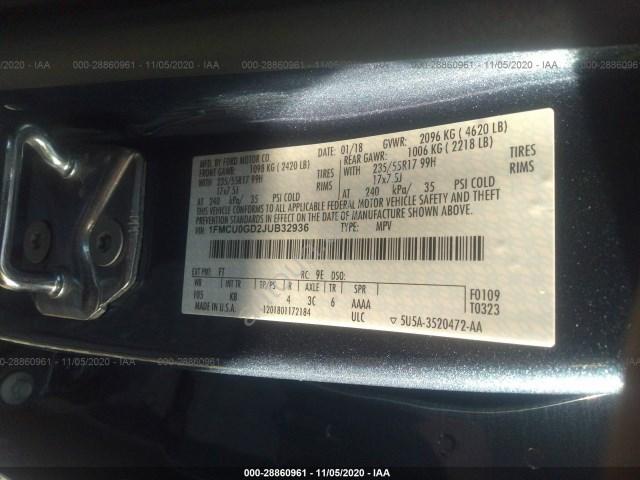 000-28860961 - 11/05/2020 - IAA
000-28860961 - 11/05/2020 - IAA
000-28860961 - 11/05/2020 - IAA
MFD. BY FORD MOTOR CO.
DATE: 01/18 GVWR: 2096 KG ( 4620 LB)
FRONT GAWR: 1098 KG ( 2420 LB)
REAR GAWR: 1006 KG ( 2218 LB)
WITH 235/55R17 99H TIRES
WITH 235/55R17 99H TIRES
17x7.5J RIMS
17x7.5J RIMS
AT 240 kPa/ 35 PSI COLD
AT 240 kPa/ 35 PSI COLD
THIS VEHICLE CONFORMS TO ALL APPLICABLE FEDERAL MOTOR VEHICLE SAFETY AND THEFT
PREVENTION STANDARDS IN EFFECT ON THE DATE OF MANUFACTURE SHOWN ABOVE.
VIN: 1FMCU0GD2JUB32936 TYPE: MPV
EXT PNT: FT RC: 9E DSO:
WB INT TR TP/PS R AXLE TR SPR
105 KB 4 3C 6 AAAA
F0109
T0323
MADE IN U.S.A. 1201801172184 ULC 5U5A-3520472-AA
000-28860961 - 11/05/2020 - IAA